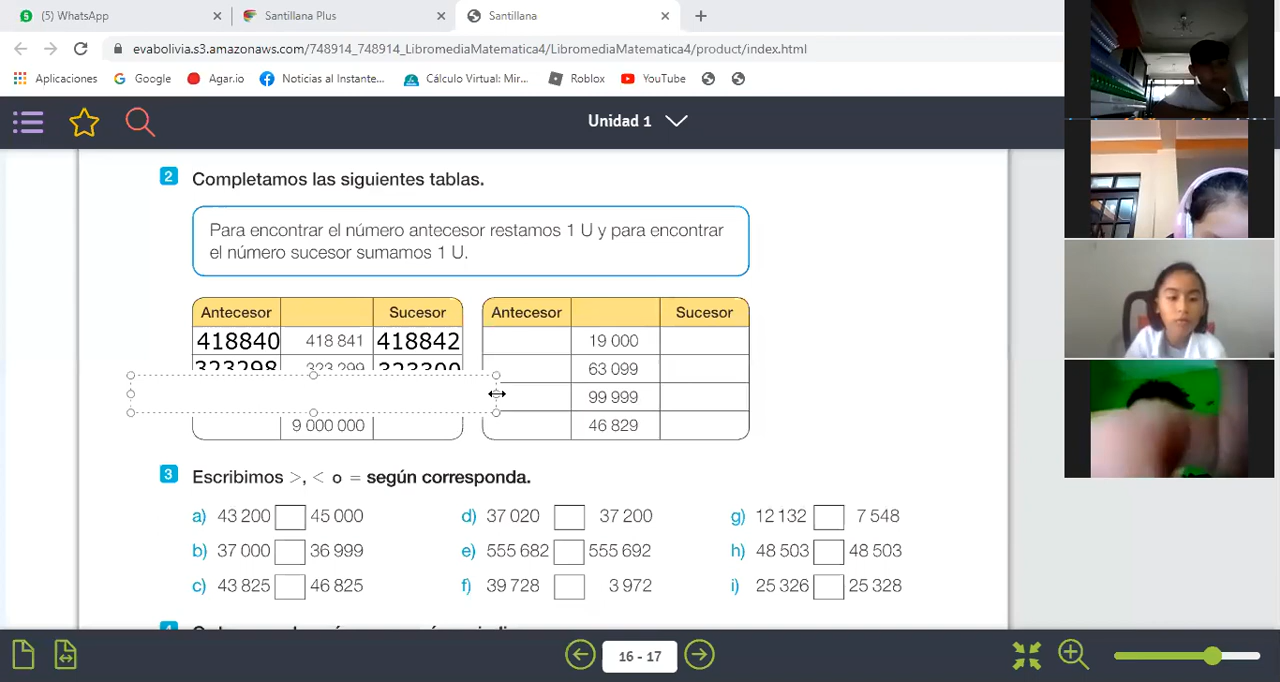 (5) WhatsApp
Santillana Plus
Santillana
evabolivia.s3.amazonaws.com/748914_748914_LibromediaMatematica4/LibromediaMatematica4/product/index.html
Aplicaciones Google Agar.io Noticias al Instante... Cálculo Virtual: Mir... Roblox YouTube
Unidad 1
2 Completamos las siguientes tablas.
Para encontrar el número antecesor restamos 1 U y para encontrar
el número sucesor sumamos 1 U.
Antecesor Sucesor
418840 418 841 418842
323298 323 299 323300
9 000 000
Antecesor Sucesor
19 000
63 099
99 999
46 829
3 Escribimos >, < o = según corresponda.
a) 43 200 45 000 d) 37 020 37 200 g) 12 132 7 548
b) 37 000 36 999 e) 555 682 555 692 h) 48 503 48 503
c) 43 825 46 825 f) 39 728 3 972 i) 25 326 25 328
16 - 17